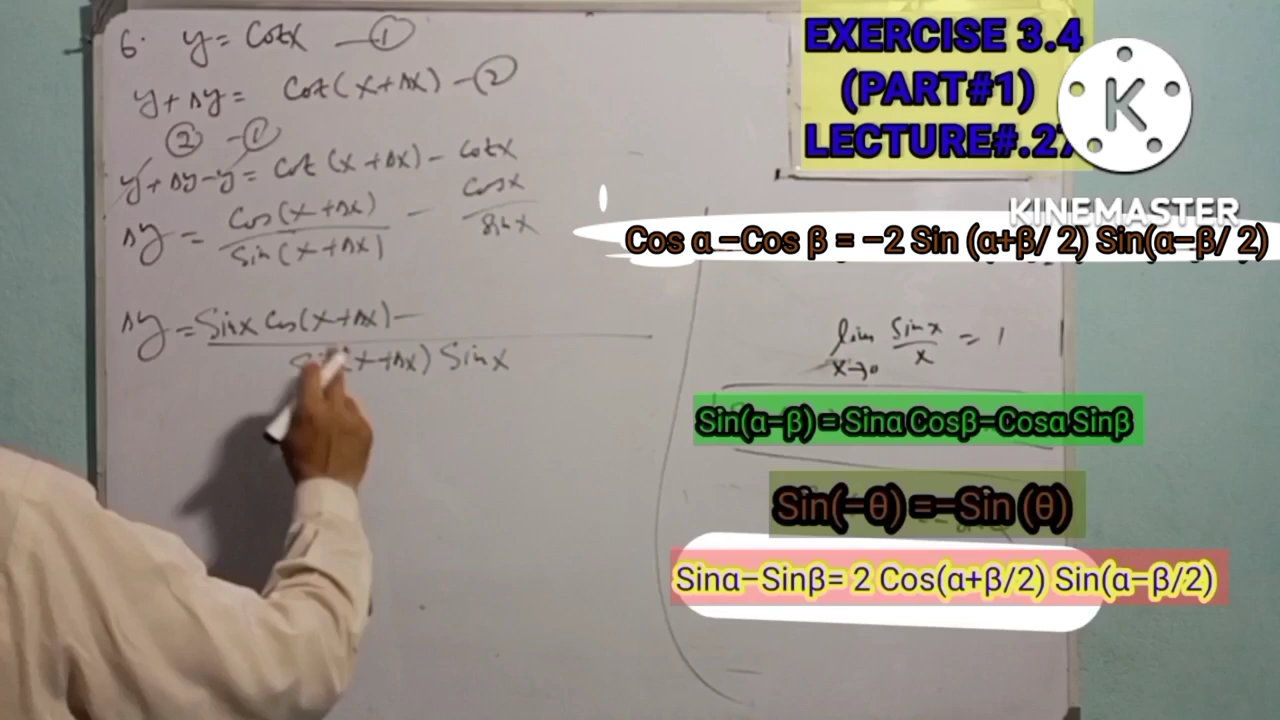 6. y = Cotx —①
y + Δy = Cot(x+Δx) —②
② – ①
y + Δy – y = Cot (x + Δx) – Cotx
Δy = Cos(x+Δx) / Sin(x+Δx) – Cosx / Sinx
Δy = Sinx Cos(x+Δx) – / (x+Δx) Sinx
EXERCISE 3.4
(PART#1)
LECTURE#.27
K
KINEMASTER
Cos α –Cos β = –2 Sin (α+β/ 2) Sin(α–β/ 2)
lim Sinx / x = 1
x→0
Sin(α–β) = Sinα Cosβ–Cosα Sinβ
Sin(–θ) =–Sin (θ)
Sinα–Sinβ= 2 Cos(α+β/2) Sin(α–β/2)